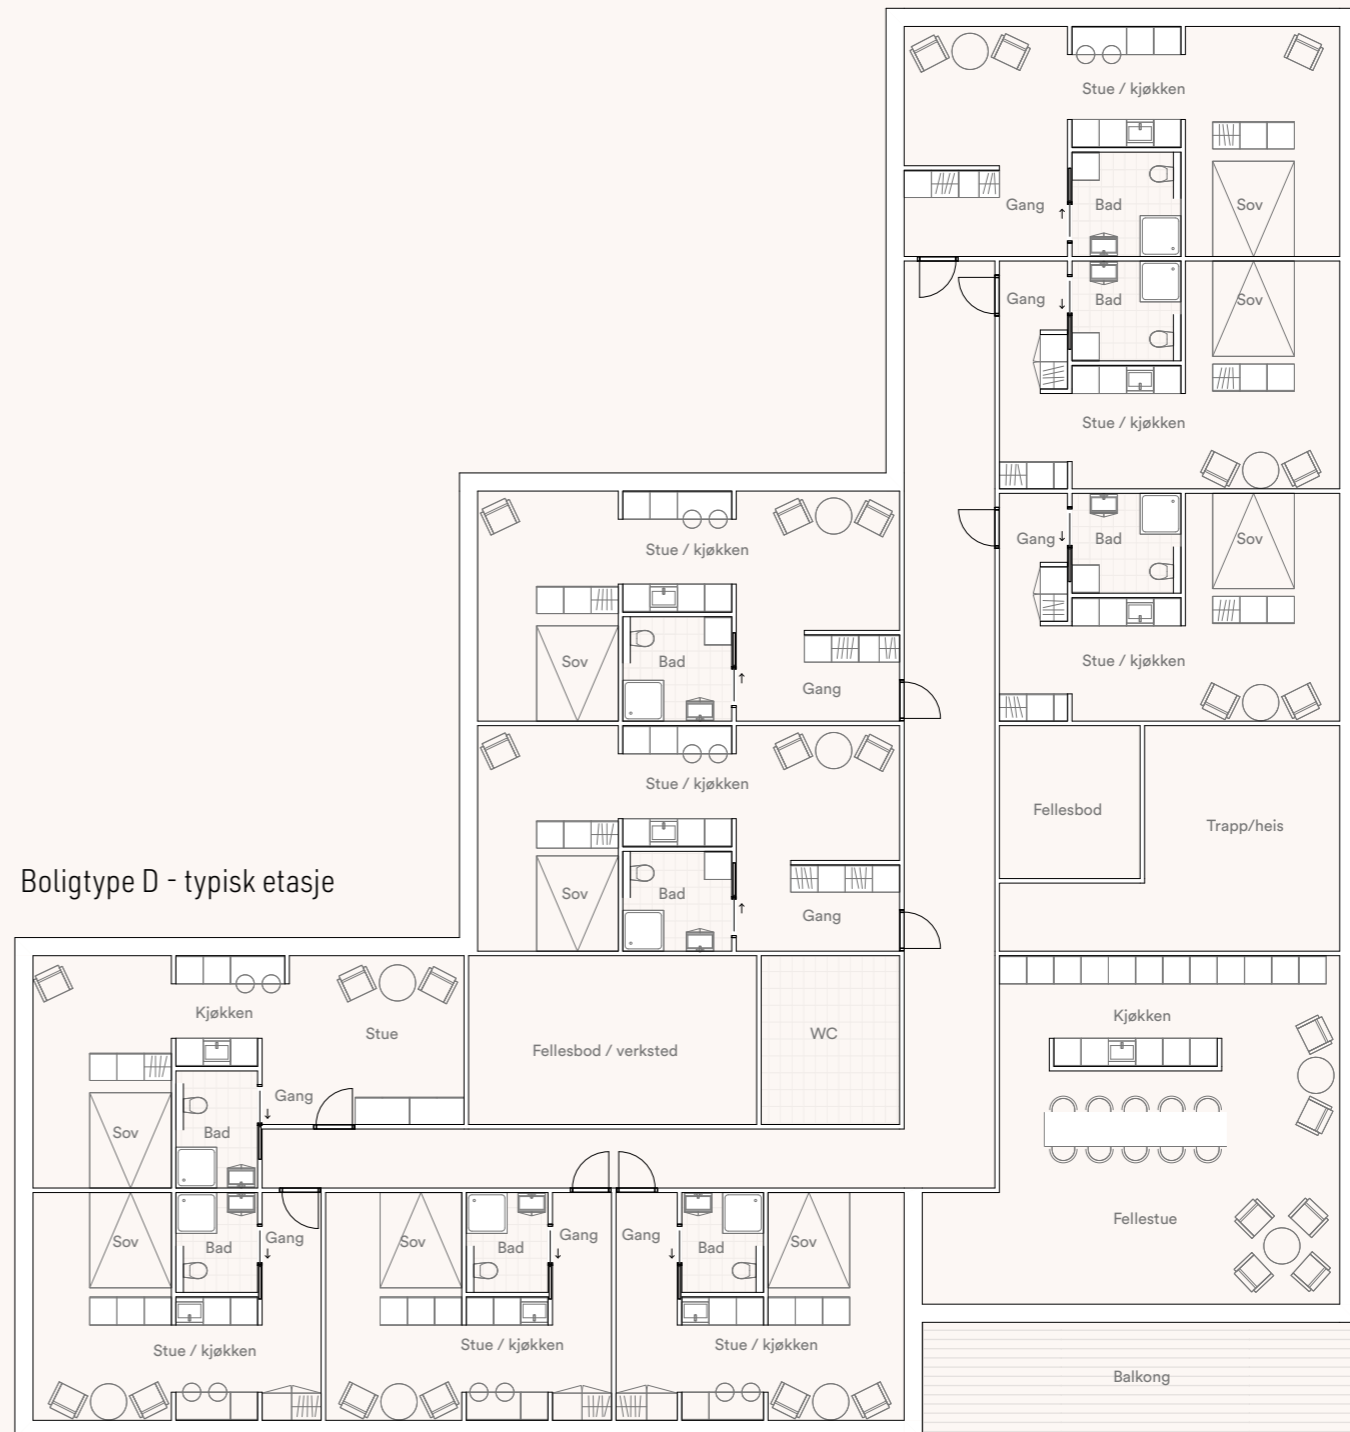 Stue / kjøkken
Gang
Bad
Sov
Gang
Bad
Sov
Stue / kjøkken
Gang
Bad
Sov
Stue / kjøkken
Stue / kjøkken
Sov
Bad
Gang
Stue / kjøkken
Sov
Bad
Gang
Fellesbod
Trapp/heis
Boligtype D - typisk etasje
Kjøkken
Stue
Gang
Sov
Bad
Fellesbod / verksted
WC
Kjøkken
Fellestue
Sov
Bad
Gang
Stue / kjøkken
Sov
Bad
Gang
Stue / kjøkken
Gang
Bad
Sov
Stue / kjøkken
Balkong